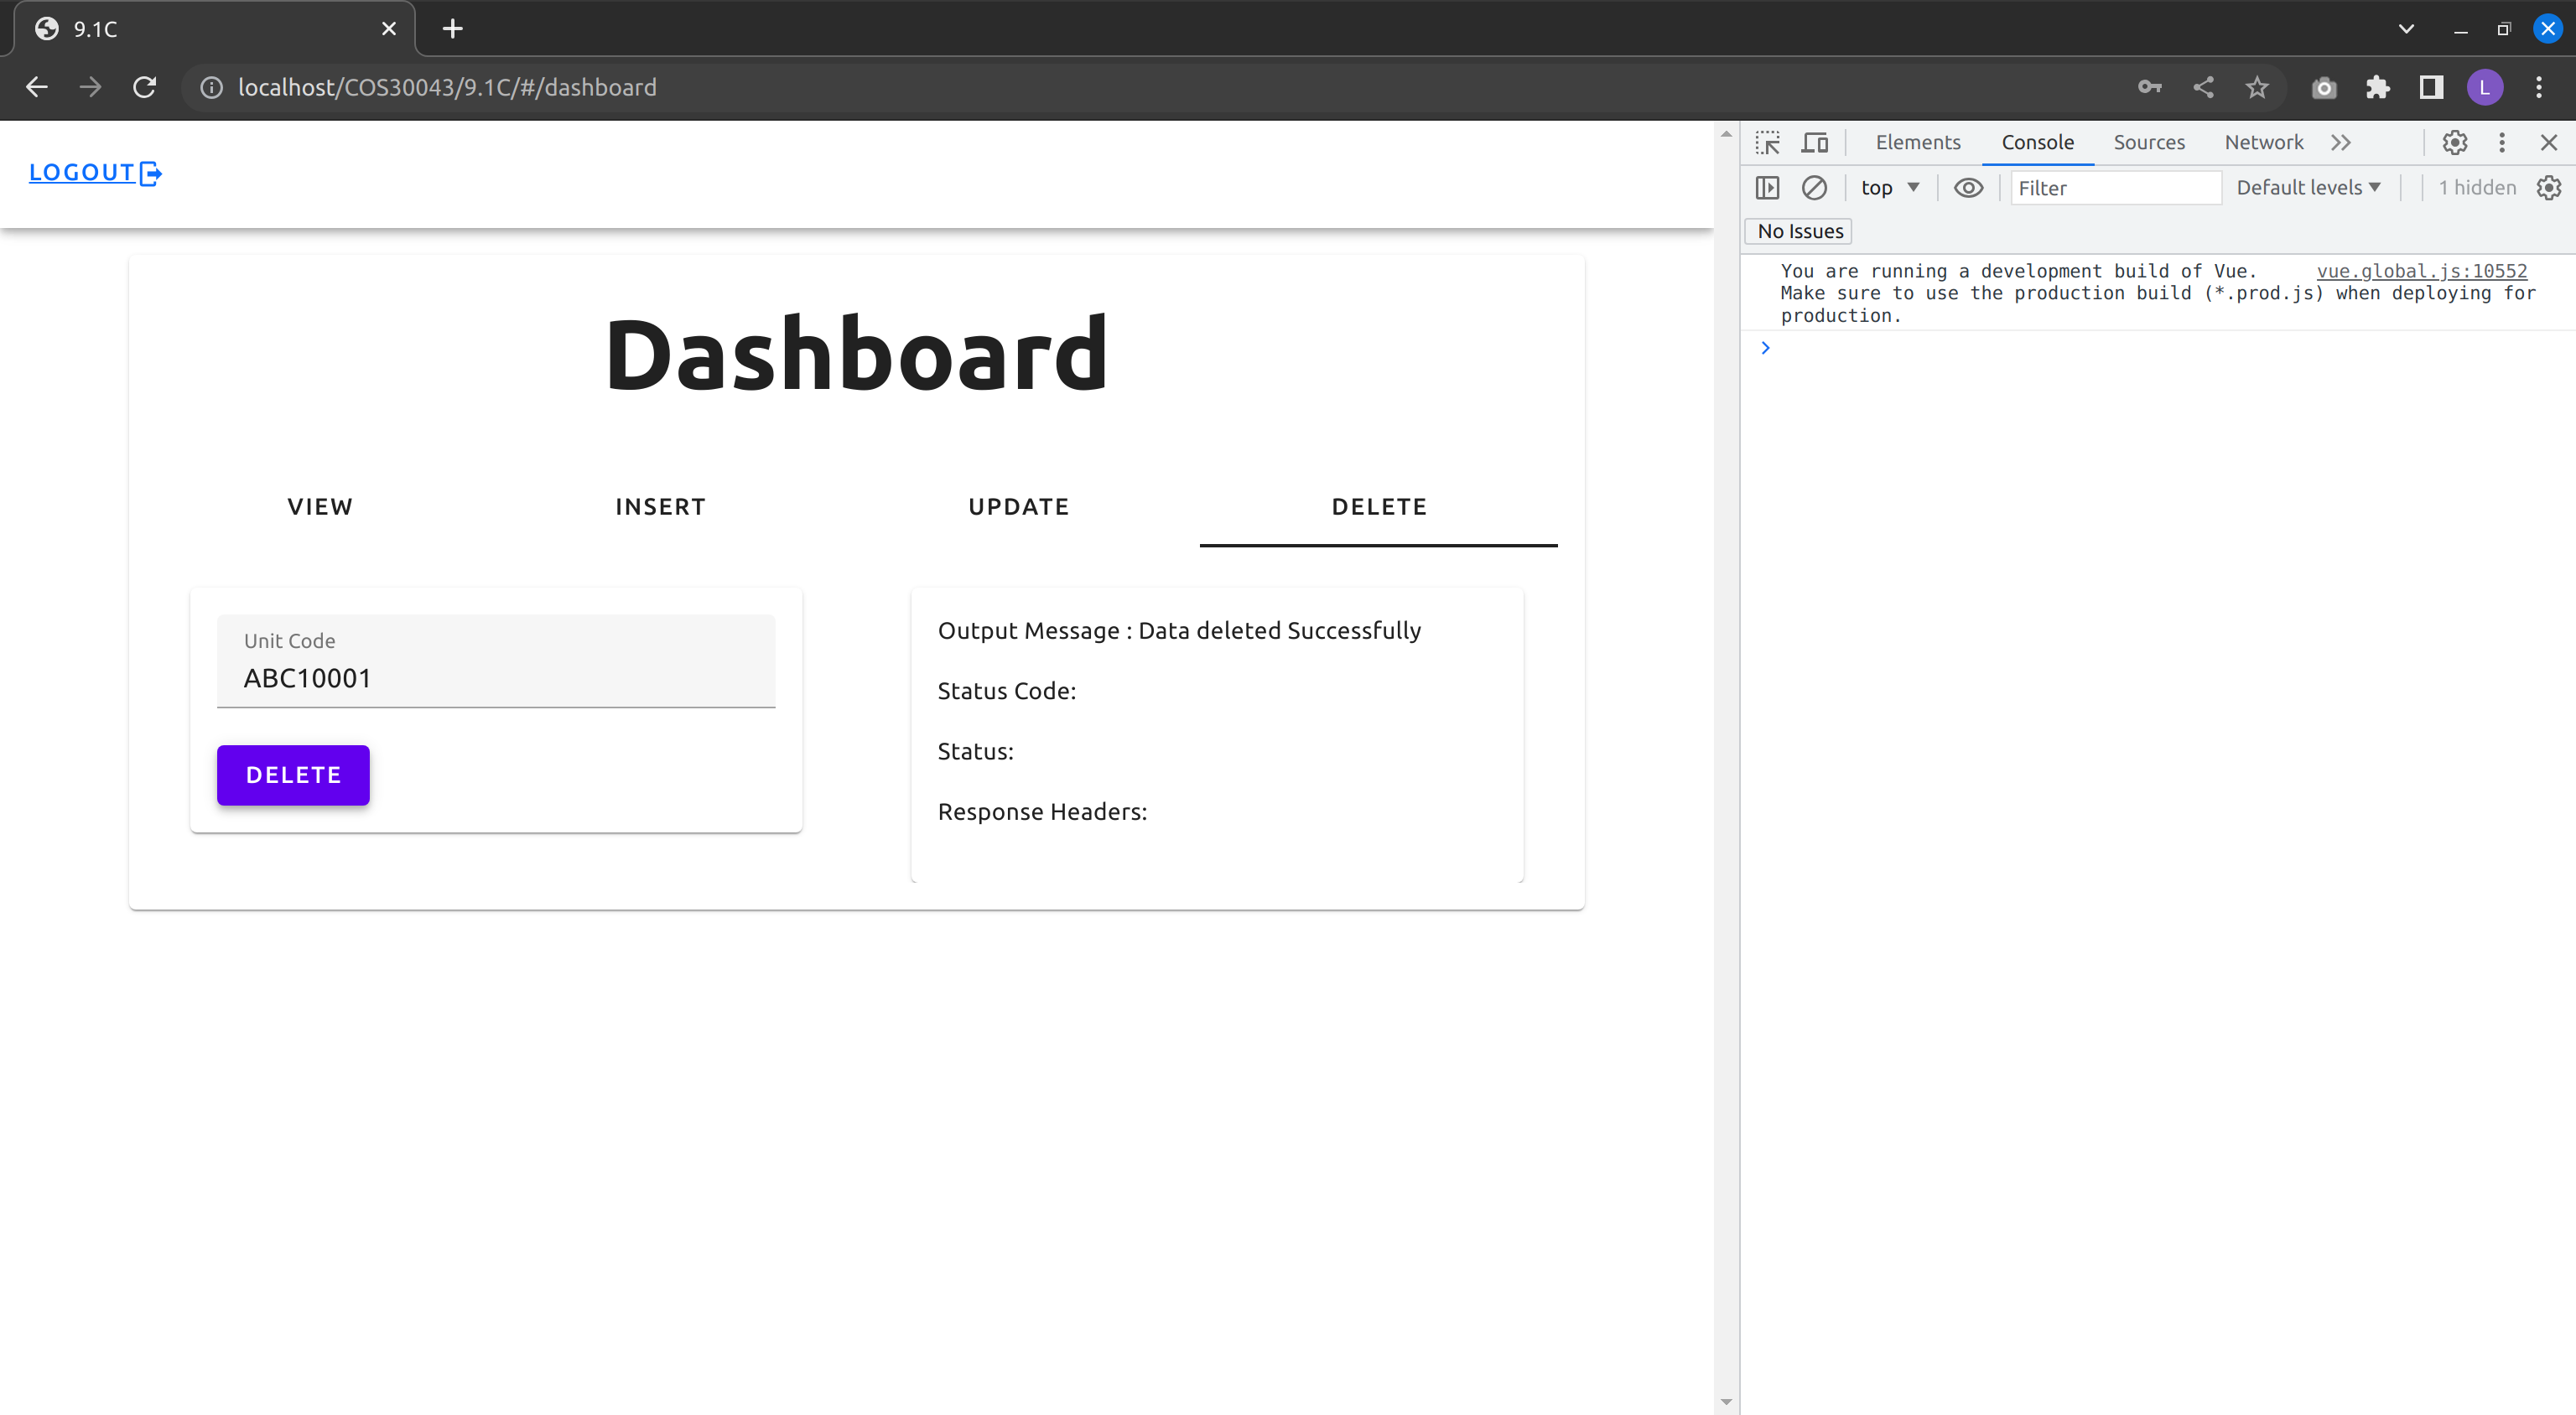 9.1C
localhost/COS30043/9.1C/#/dashboard
L
LOGOUT
Dashboard
VIEW INSERT UPDATE DELETE
Unit Code
ABC10001
DELETE
Output Message : Data deleted Successfully
Status Code:
Status:
Response Headers:
Elements Console Sources Network
top Filter Default levels 1 hidden
No Issues
You are running a development build of Vue. vue.global.js:10552
Make sure to use the production build (*.prod.js) when deploying for
production.